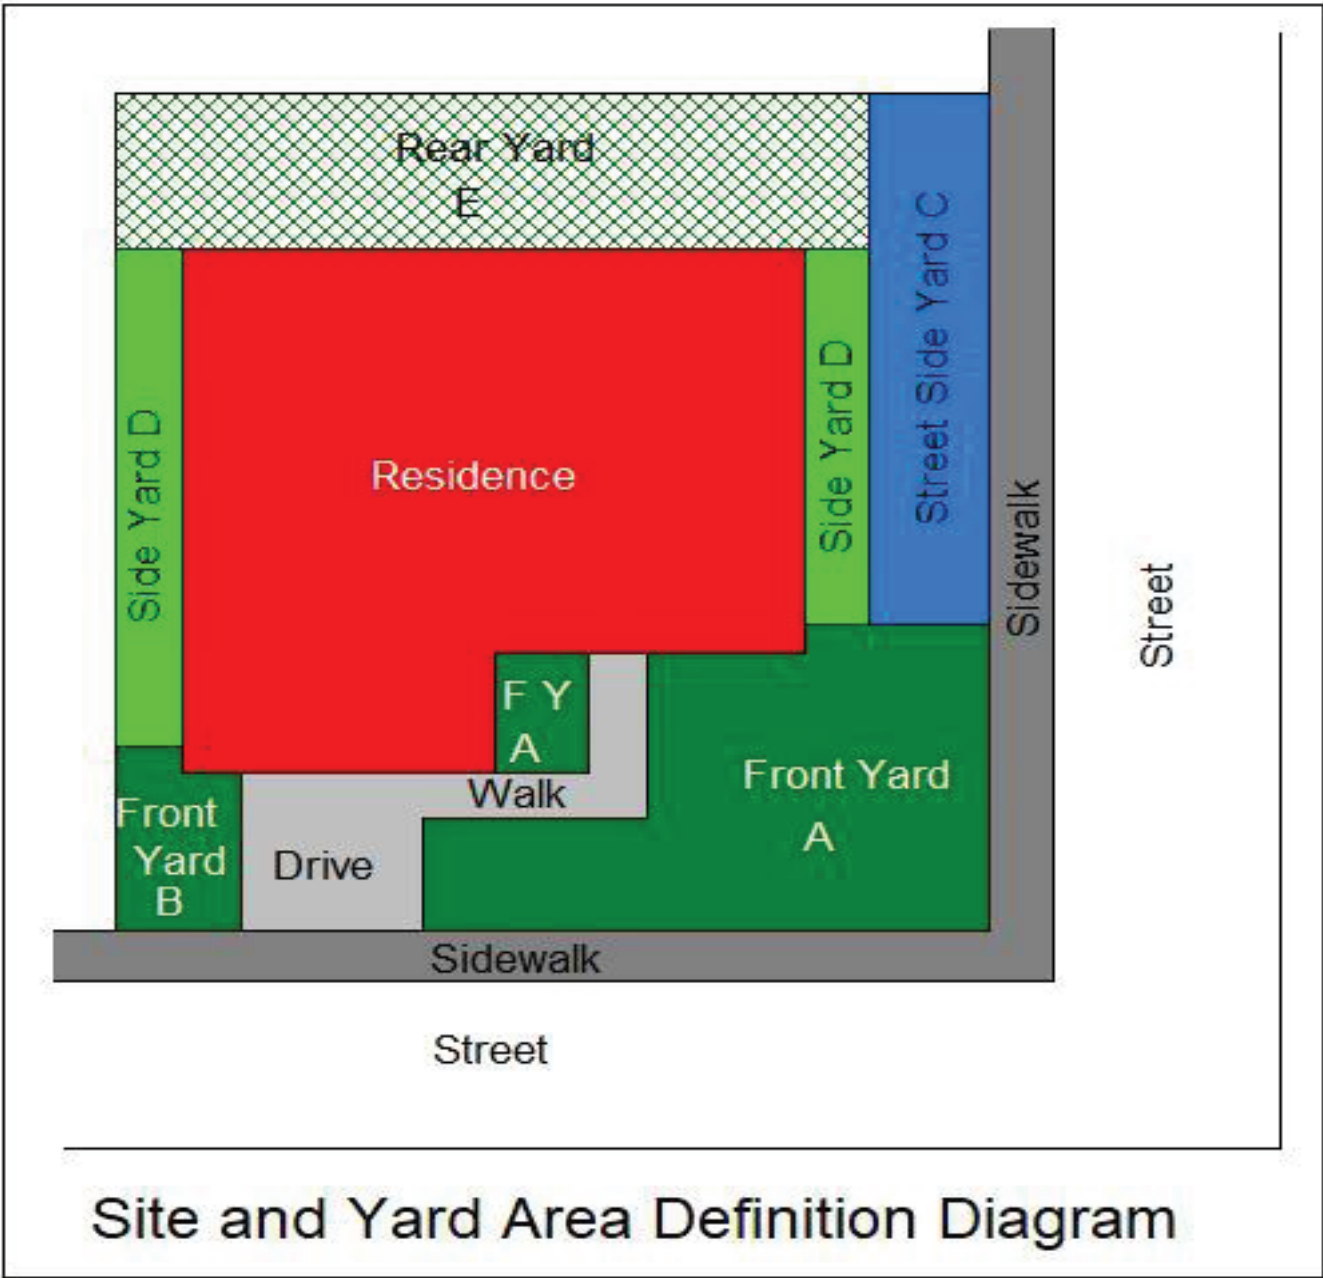 Rear Yard
E
Street Side Yard C
Side Yard D
Side Yard D
Residence
Sidewalk
Street
F Y
A
Walk
Front Yard
A
Front
Yard
B
Drive
Sidewalk
Street
Site and Yard Area Definition Diagram